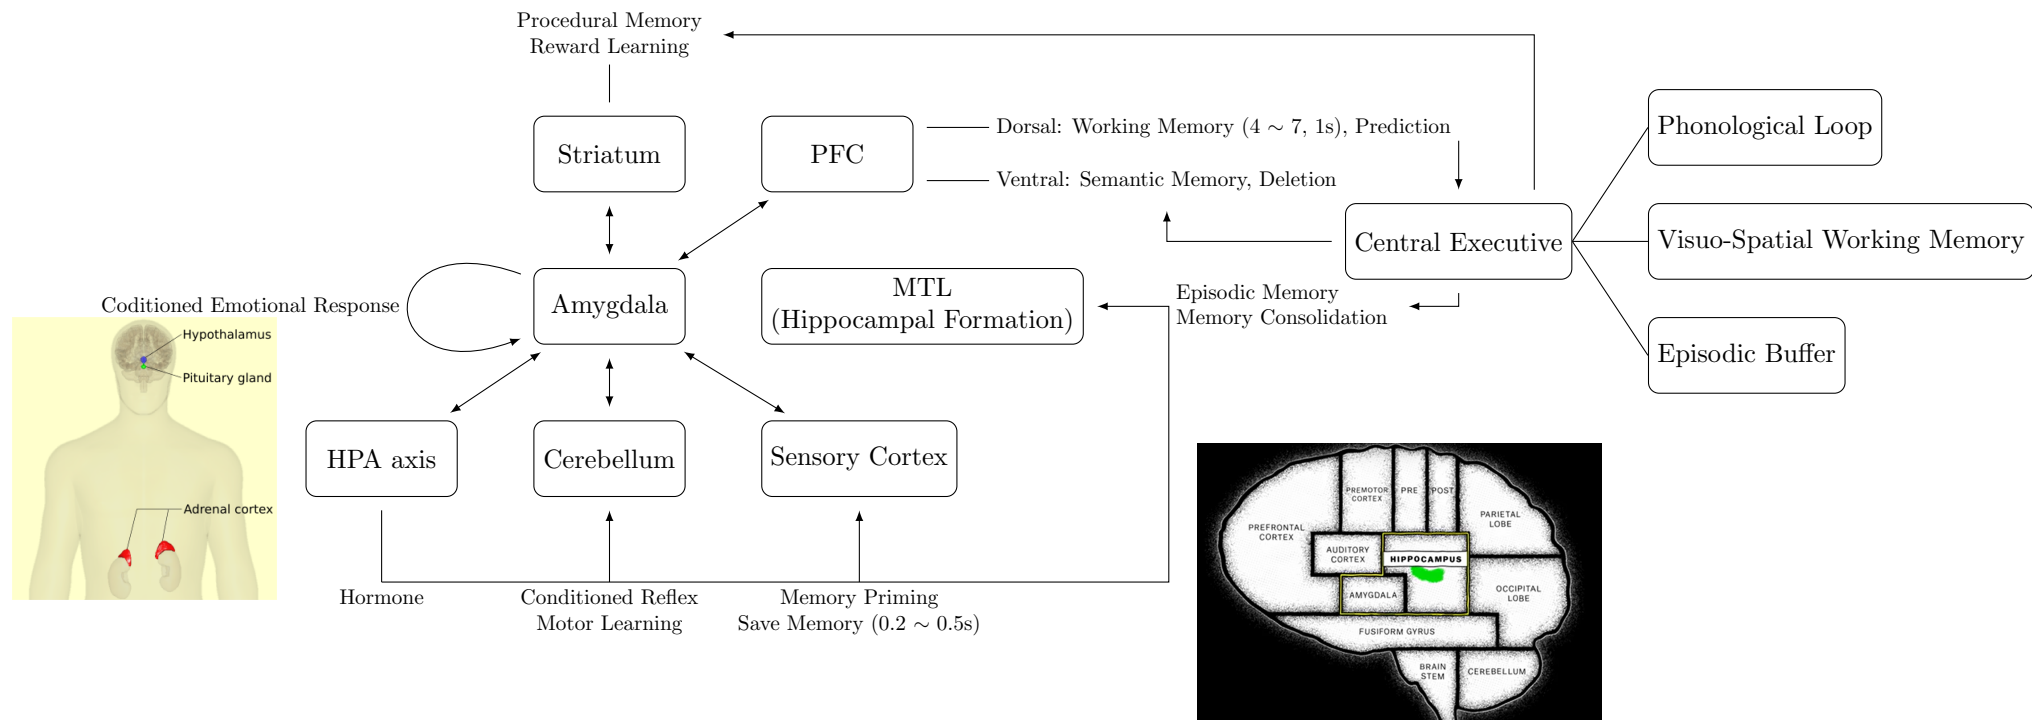 Procedural Memory
Reward Learning
Striatum
PFC
Dorsal: Working Memory (4 ∼ 7, 1s), Prediction
Ventral: Semantic Memory, Deletion
Phonological Loop
Central Executive
Visuo-Spatial Working Memory
Episodic Buffer
Coditioned Emotional Response
Amygdala
MTL
(Hippocampal Formation)
Episodic Memory
Memory Consolidation
Hypothalamus
Pituitary gland
Adrenal cortex
HPA axis
Cerebellum
Sensory Cortex
Hormone
Conditioned Reflex
Motor Learning
Memory Priming
Save Memory (0.2 ∼ 0.5s)
PREFRONTAL
CORTEX
PREMOTOR
CORTEX
PRE
POST
PARIETAL
LOBE
AUDITORY
CORTEX
HIPPOCAMPUS
AMYGDALA
OCCIPITAL
LOBE
FUSIFORM GYRUS
BRAIN
STEM
CEREBELLUM